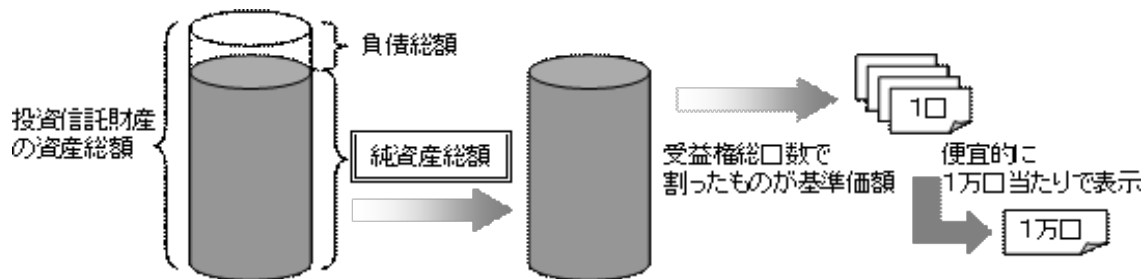 負債総額
投資信託財産
の資産総額
純資産総額
受益権総口数で
割ったものが基準価額
1口
便宜的に
1万口当たりで表示
1万口